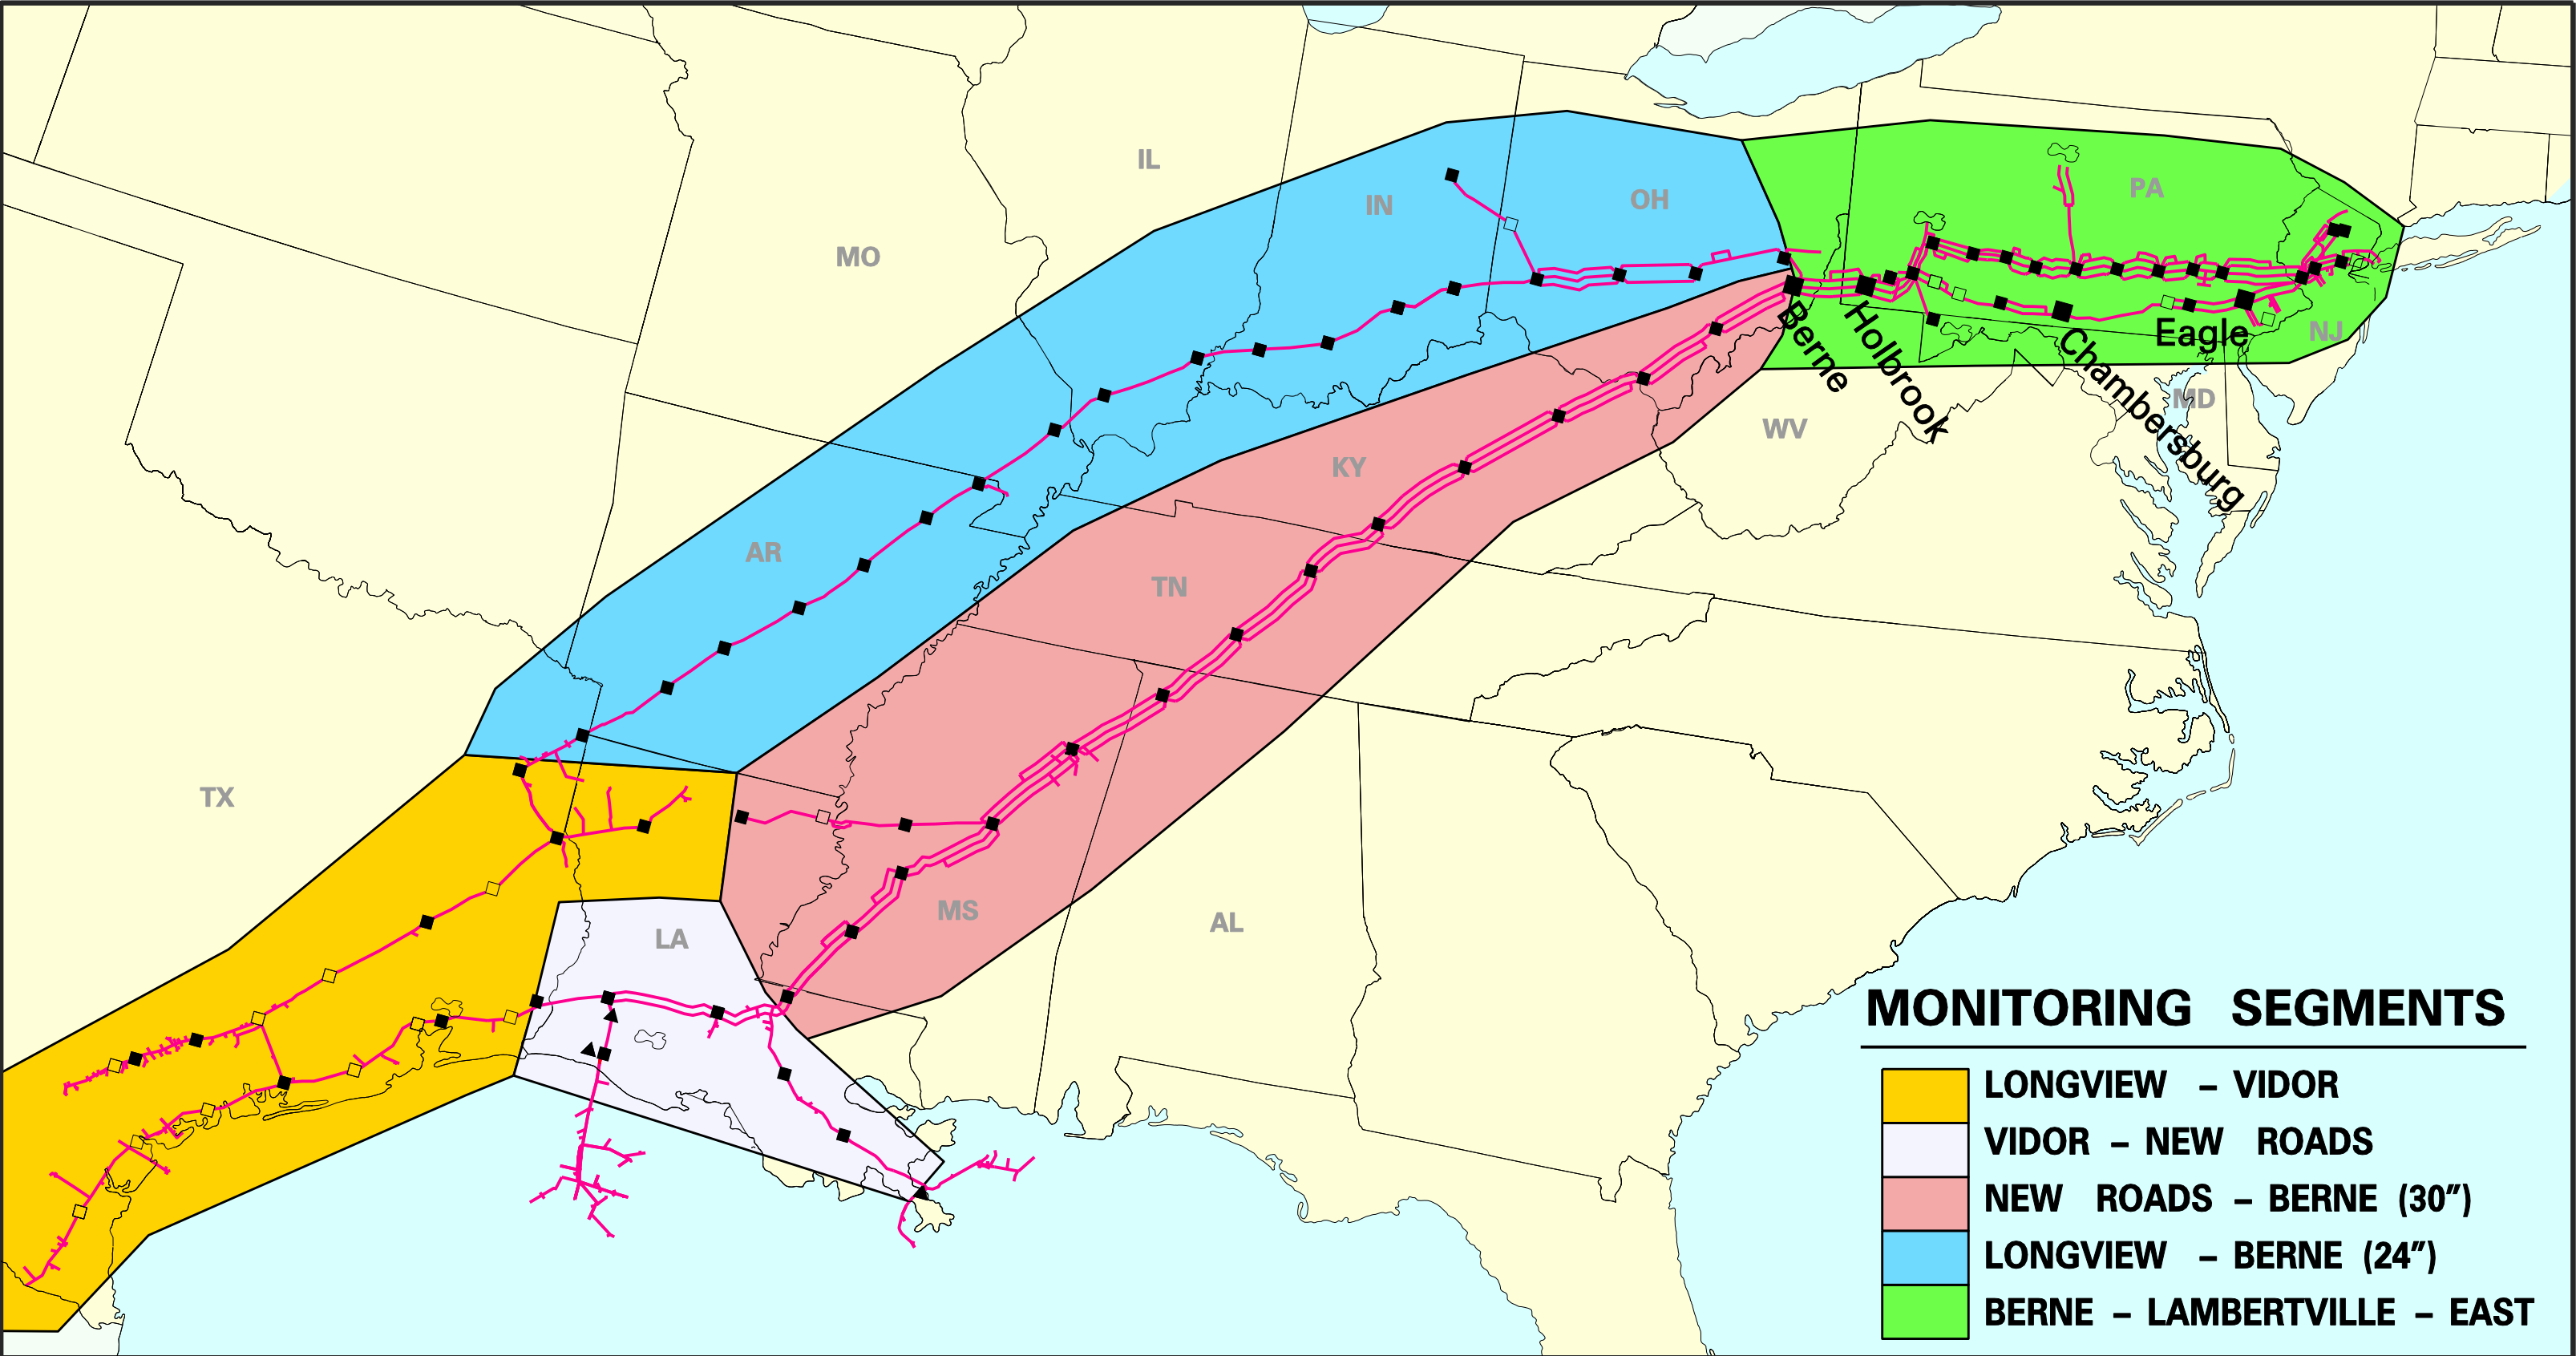 IL
IN
OH
PA
MO
Berne
Holbrook
Chambersburg
Eagle
NJ
MD
WV
KY
AR
TN
TX
MS
AL
LA
MONITORING SEGMENTS
LONGVIEW – VIDOR
VIDOR – NEW ROADS
NEW ROADS – BERNE (30″)
LONGVIEW – BERNE (24″)
BERNE – LAMBERTVILLE – EAST